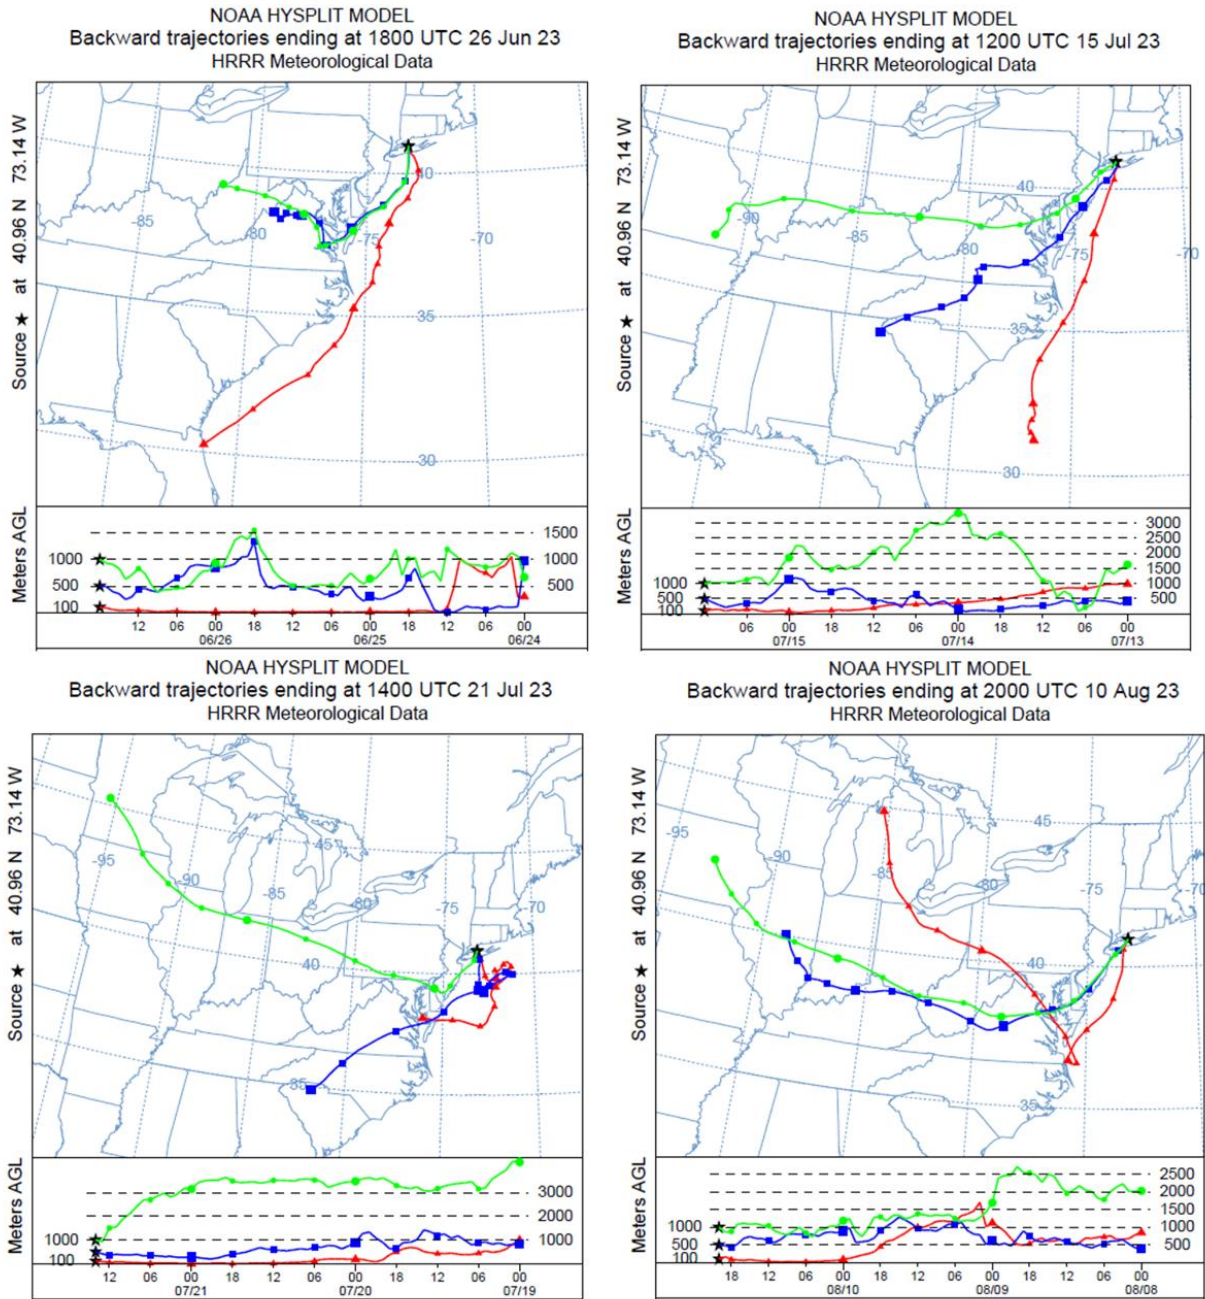 NOAA HYSPLIT MODEL
Backward trajectories ending at 1800 UTC 26 Jun 23
HRRR Meteorological Data
Source ★ at 40.96 N 73.14 W
40
-85
-80
-75
-70
35
30
Meters AGL
1500
1000 1000
500 500
100
12 06 00 18 12 06 00 18 12 06 00
06/26 06/25 06/24
NOAA HYSPLIT MODEL
Backward trajectories ending at 1200 UTC 15 Jul 23
HRRR Meteorological Data
Source ★ at 40.96 N 73.14 W
40
-90
-85
-80
-75
-70
35
30
Meters AGL
3000
2500
2000
1500
1000 1000
500 500
100
06 00 18 12 06 00 18 12 06 00
07/15 07/14 07/13
NOAA HYSPLIT MODEL
Backward trajectories ending at 1400 UTC 21 Jul 23
HRRR Meteorological Data
Source ★ at 40.96 N 73.14 W
-95
45
-90
-85
-80
-75
-70
40
35
Meters AGL
3000
2000
1000 1000
100
12 06 00 18 12 06 00 18 12 06 00
07/21 07/20 07/19
NOAA HYSPLIT MODEL
Backward trajectories ending at 2000 UTC 10 Aug 23
HRRR Meteorological Data
Source ★ at 40.96 N 73.14 W
-95
45
-90
-85
-80
-75
-70
40
35
Meters AGL
2500
2000
1500
1000 1000
500 500
100
18 12 06 00 18 12 06 00 18 12 06 00
08/10 08/09 08/08